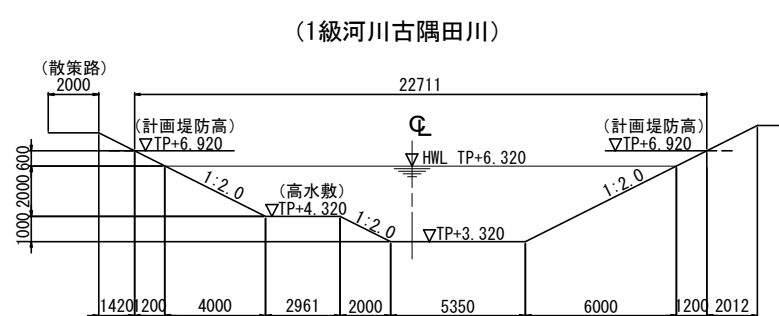 (1級河川古隅田川)
(散策路)
2000
22711
(計画堤防高)
▽TP+6.920
℄
(計画堤防高)
▽TP+6.920
▽HWL TP+6.320
600
2000
1000
1:2.0
(高水敷)
▽TP+4.320
1:2.0
▽TP+3.320
1:2.0
1420
1200
4000
2961
2000
5350
6000
1200
2012